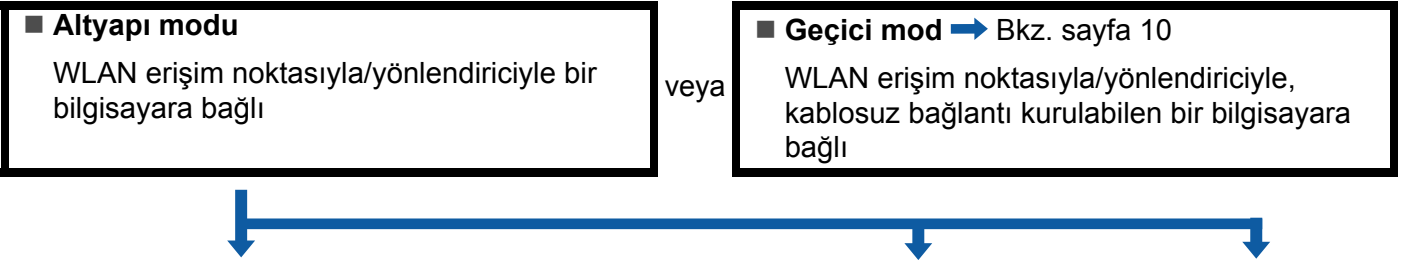 Altyapı modu
WLAN erişim noktasıyla/yönlendiriciyle bir
bilgisayara bağlı
veya
Geçici mod Bkz. sayfa 10
WLAN erişim noktasıyla/yönlendiriciyle,
kablosuz bağlantı kurulabilen bir bilgisayara
bağlı